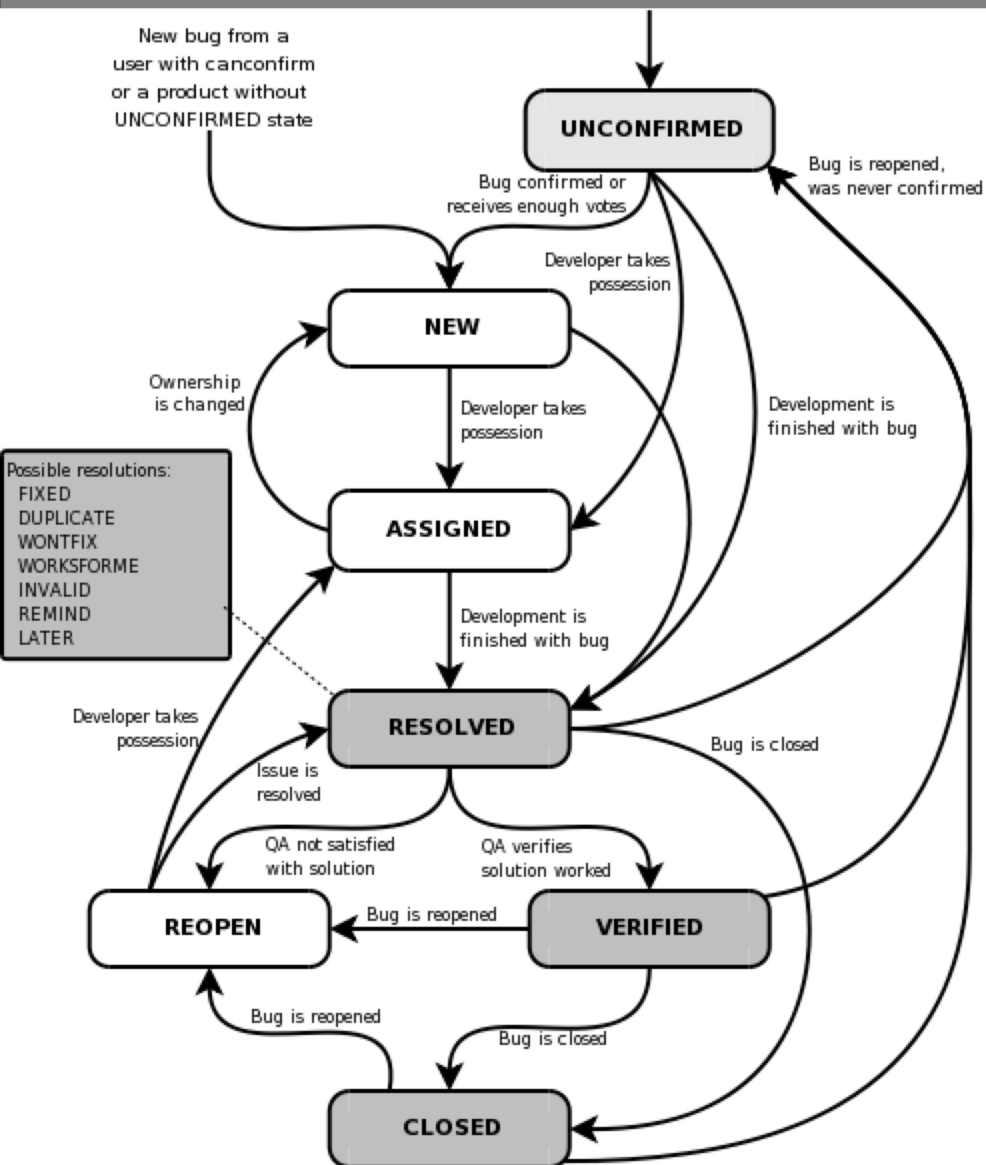 New bug from a
user with canconfirm
or a product without
UNCONFIRMED state
UNCONFIRMED
Bug is reopened,
was never confirmed
Bug confirmed or
receives enough votes
Developer takes
possession
NEW
Ownership
is changed
Developer takes
possession
Development is
finished with bug
Possible resolutions:
FIXED
DUPLICATE
WONTFIX
WORKSFORME
INVALID
REMIND
LATER
ASSIGNED
Development is
finished with bug
Developer takes
possession
RESOLVED
Bug is closed
Issue is
resolved
QA not satisfied
with solution
QA verifies
solution worked
REOPEN
Bug is reopened
VERIFIED
Bug is reopened
Bug is closed
CLOSED